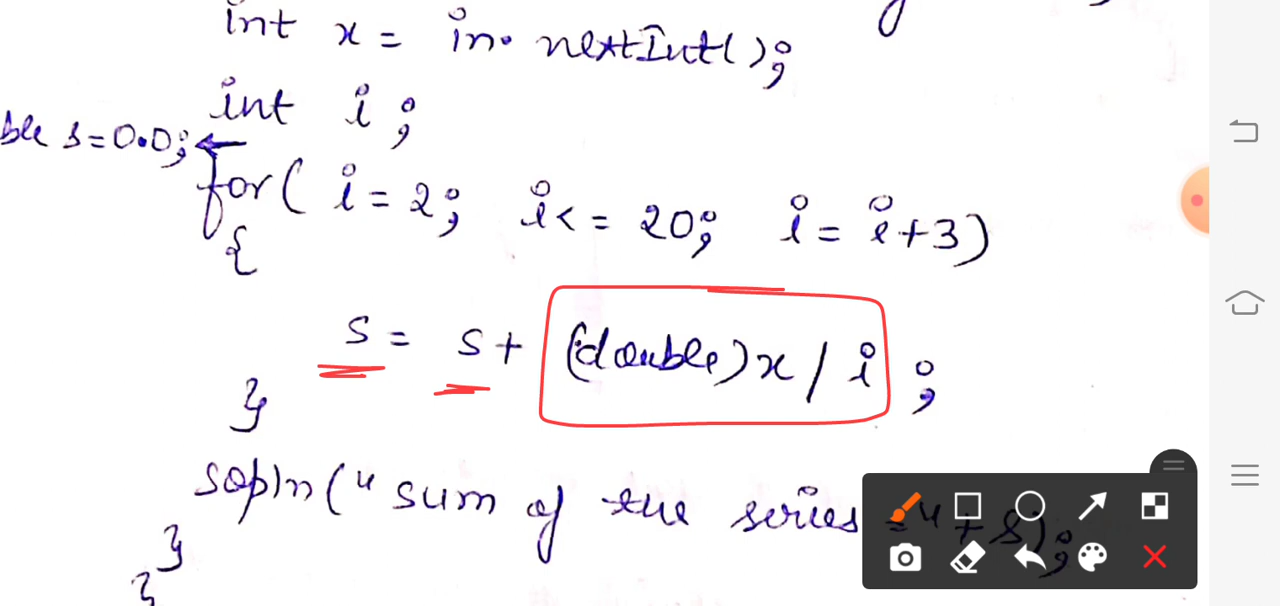 int x = in. nextInt();
int i ;
ble s=0.0;
for( i = 2; i <= 20; i = i+3)
{
s = s + (double)x / i ;
}
sopln(" sum of the series ="+s);
}
}